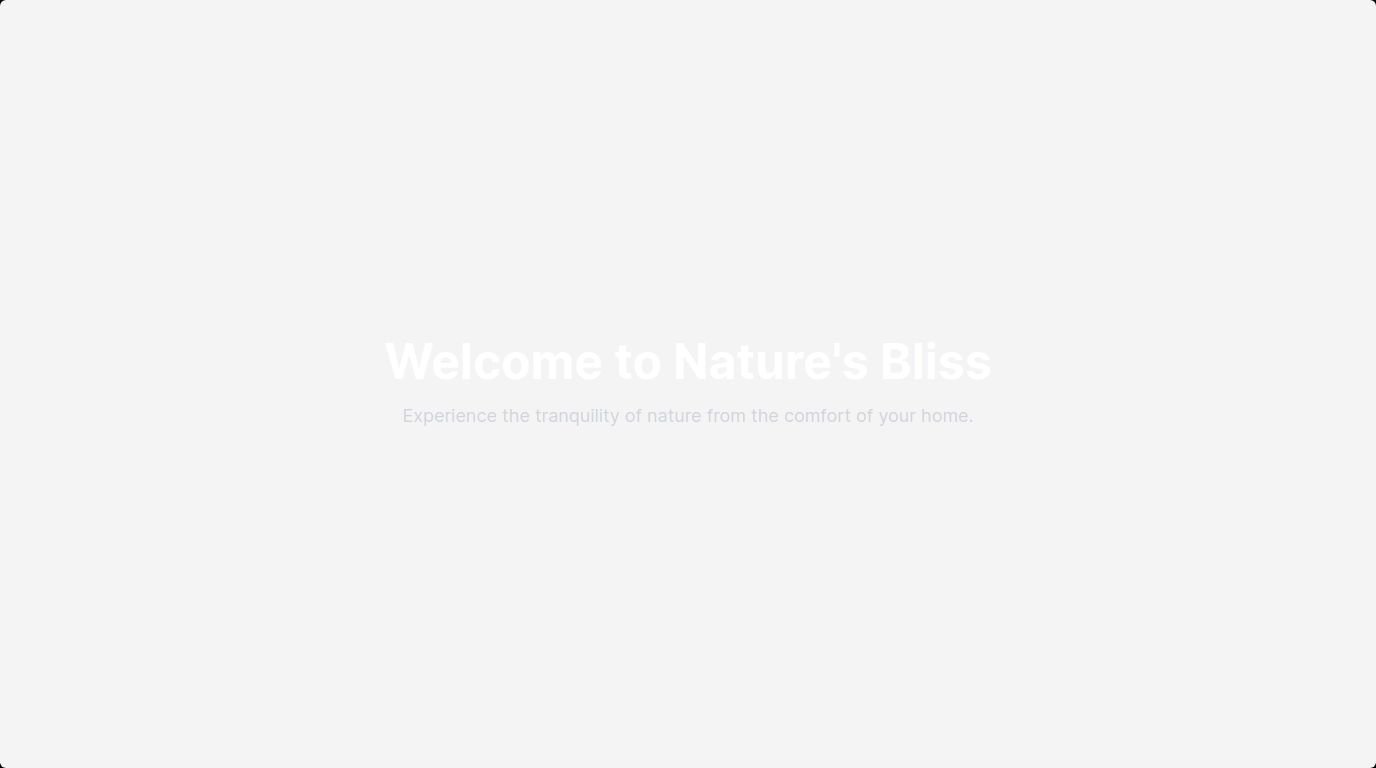 Welcome to Nature's Bliss
Experience the tranquility of nature from the comfort of your home.